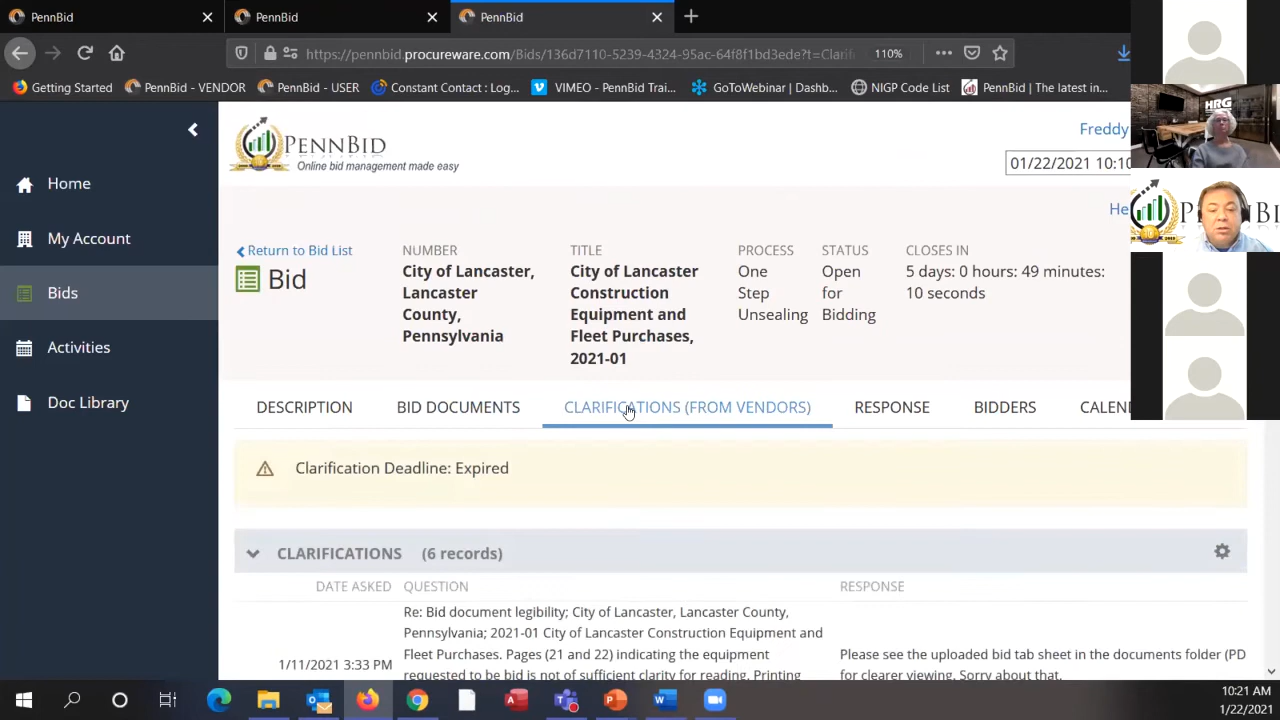 PennBid
PennBid
PennBid
https://pennbid.procureware.com/Bids/136d7110-5239-4324-95ac-64f8f1bd3ede?t=Clarif
110%
Getting Started
PennBid - VENDOR
PennBid - USER
Constant Contact : Log...
VIMEO - PennBid Trai...
GoToWebinar | Dashb...
NIGP Code List
PennBid | The latest in...
HRG
PENNBID
Online bid management made easy
Freddy
01/22/2021 10:10
PENNBI
He
Home
My Account
Bids
Activities
Doc Library
Return to Bid List
Bid
NUMBER
City of Lancaster,
Lancaster
County,
Pennsylvania
TITLE
City of Lancaster
Construction
Equipment and
Fleet Purchases,
2021-01
PROCESS
One
Step
Unsealing
STATUS
Open
for
Bidding
CLOSES IN
5 days: 0 hours: 49 minutes:
10 seconds
DESCRIPTION
BID DOCUMENTS
CLARIFICATIONS (FROM VENDORS)
RESPONSE
BIDDERS
CALEN
Clarification Deadline: Expired
CLARIFICATIONS (6 records)
DATE ASKED
QUESTION
RESPONSE
1/11/2021 3:33 PM
Re: Bid document legibility; City of Lancaster, Lancaster County,
Pennsylvania; 2021-01 City of Lancaster Construction Equipment and
Fleet Purchases. Pages (21 and 22) indicating the equipment
requested to be bid is not of sufficient clarity for reading. Printing
Please see the uploaded bid tab sheet in the documents folder (PD
for clearer viewing. Sorry about that.
10:21 AM
1/22/2021